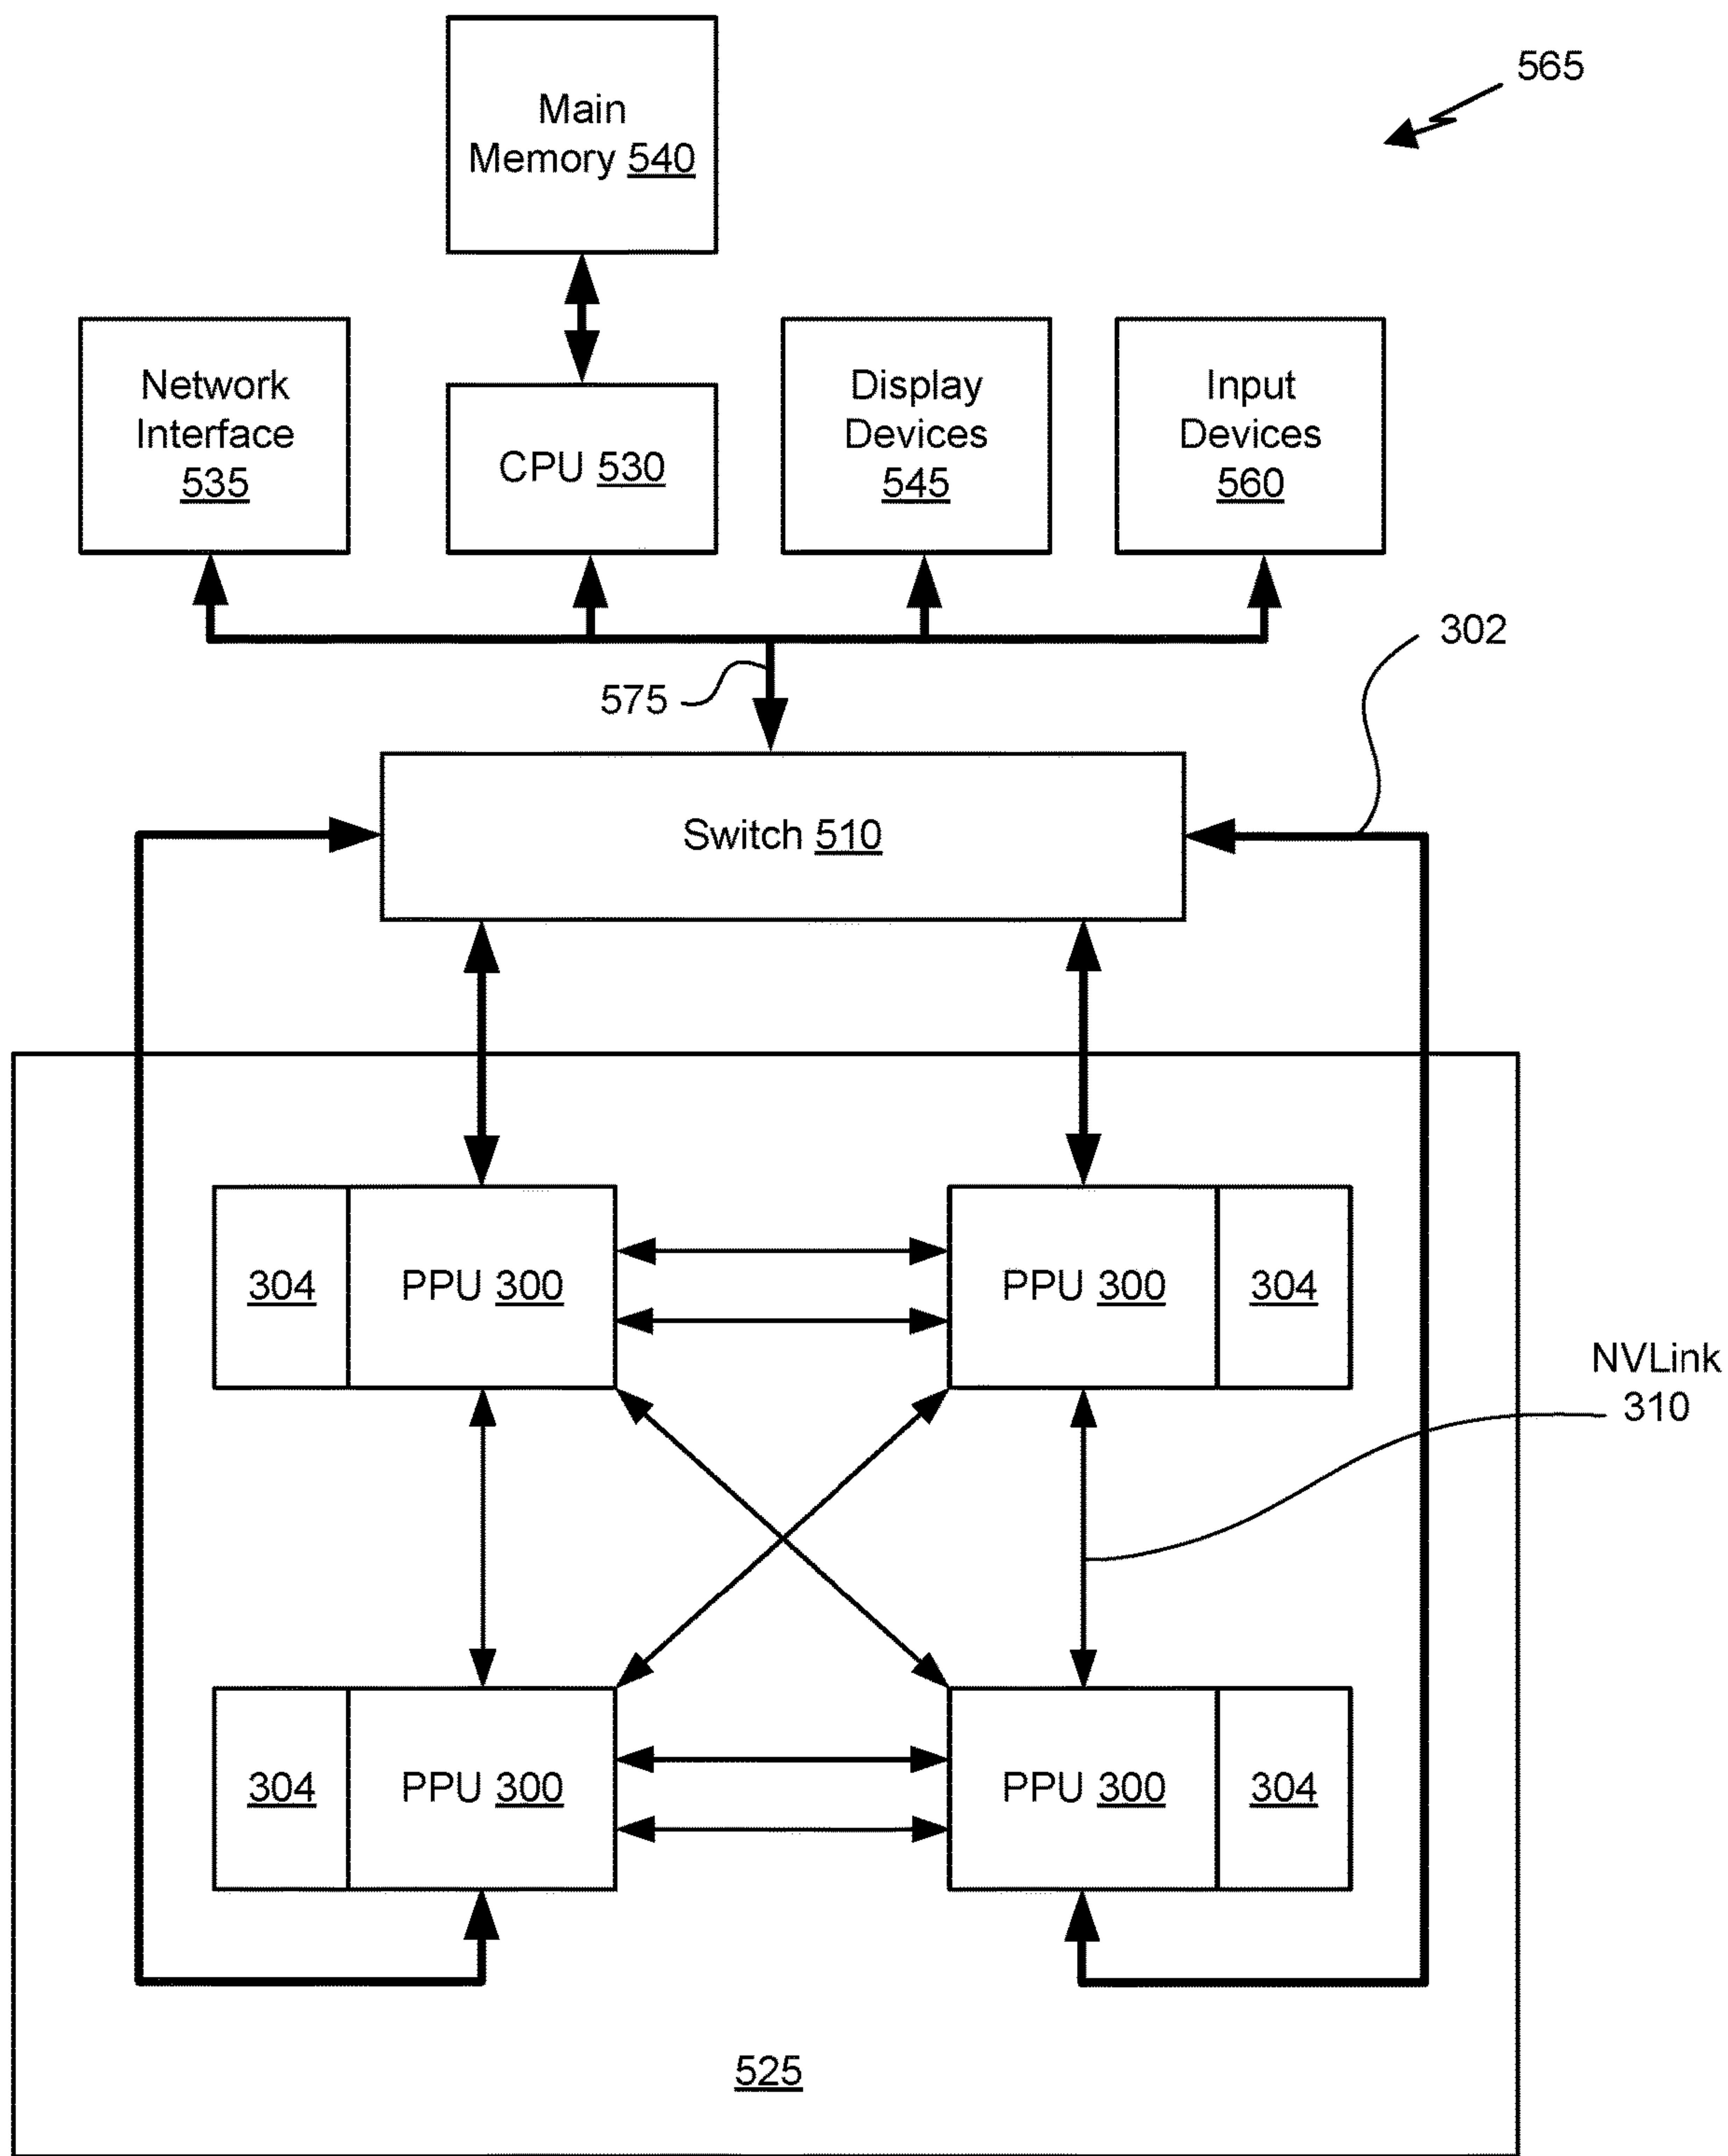 565
Main
Memory 540
Network
Interface
535
CPU 530
Display
Devices
545
Input
Devices
560
302
575
Switch 510
304
PPU 300
PPU 300
304
NVLink
310
304
PPU 300
PPU 300
304
525